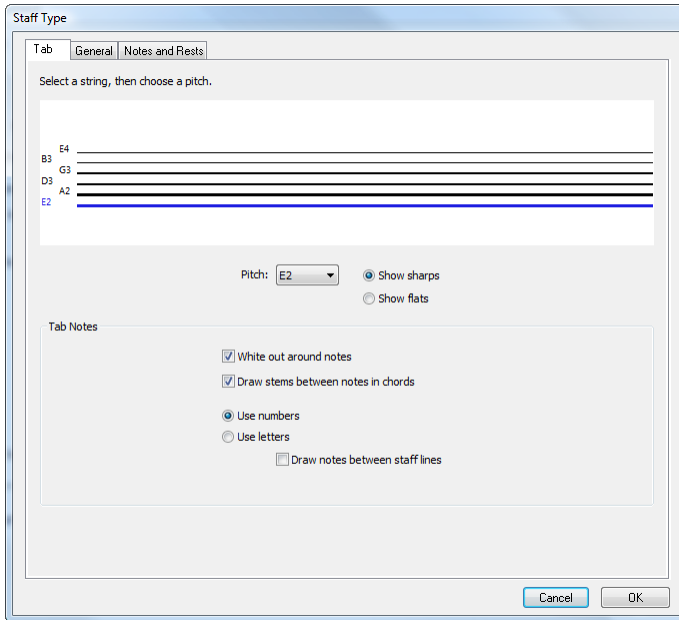 Staff Type
Tab General Notes and Rests
Select a string, then choose a pitch.
E4
B3
G3
D3
A2
E2
Pitch: E2 Show sharps
Show flats
Tab Notes
White out around notes
Draw stems between notes in chords
Use numbers
Use letters
Draw notes between staff lines
Cancel OK